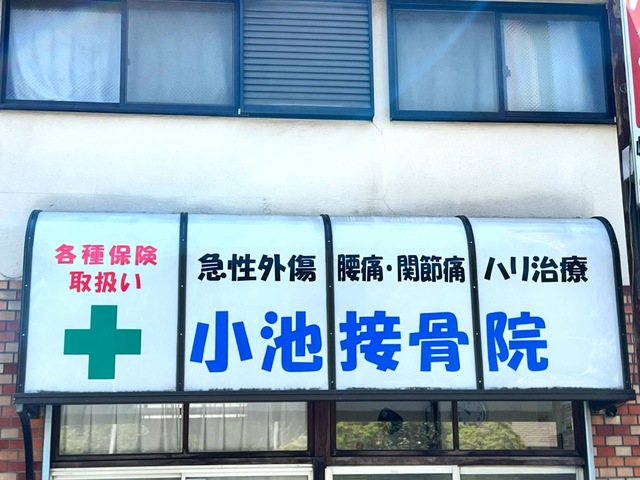 各種保険
取扱い
急性外傷 腰痛・関節痛 ハリ治療
小池接骨院